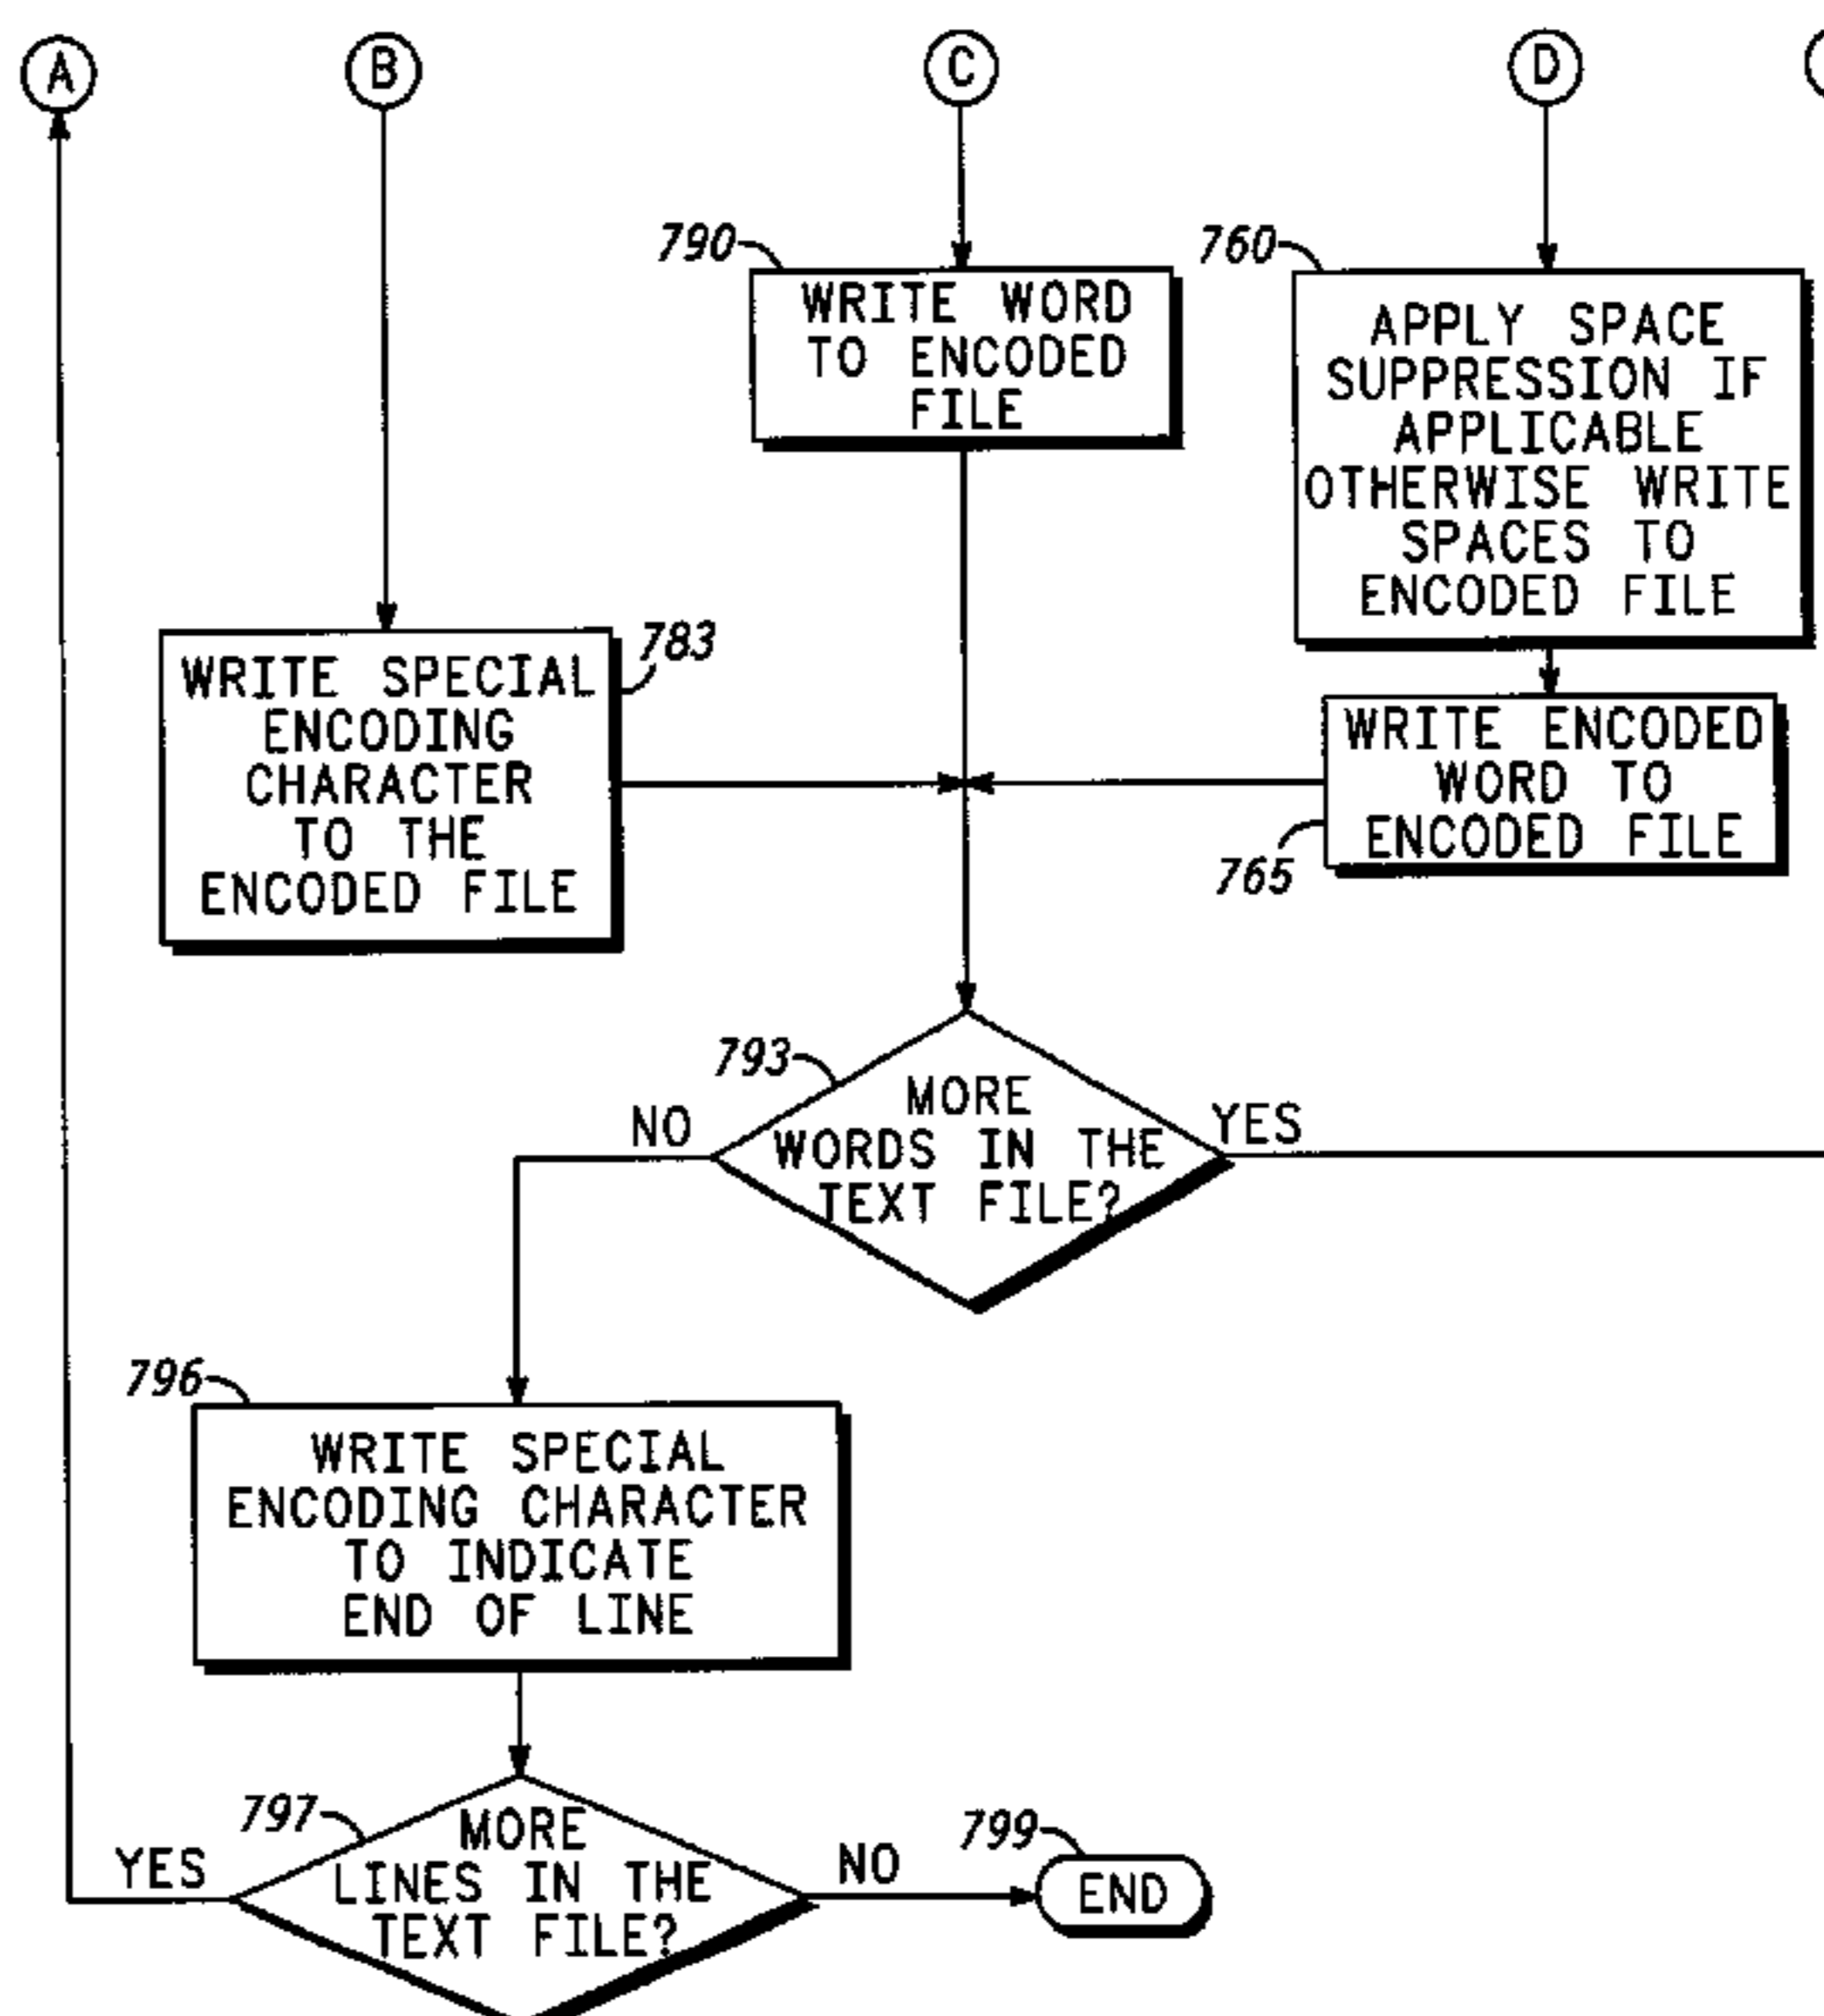 A
B
C
D
790
WRITE WORD
TO ENCODED
FILE
760
APPLY SPACE
SUPPRESSION IF
APPLICABLE
OTHERWISE WRITE
SPACES TO
ENCODED FILE
783
WRITE SPECIAL
ENCODING
CHARACTER
TO THE
ENCODED FILE
WRITE ENCODED
WORD TO
ENCODED FILE
765
793
MORE
WORDS IN THE
TEXT FILE?
NO
YES
796
WRITE SPECIAL
ENCODING CHARACTER
TO INDICATE
END OF LINE
797
MORE
LINES IN THE
TEXT FILE?
YES
NO
799
END